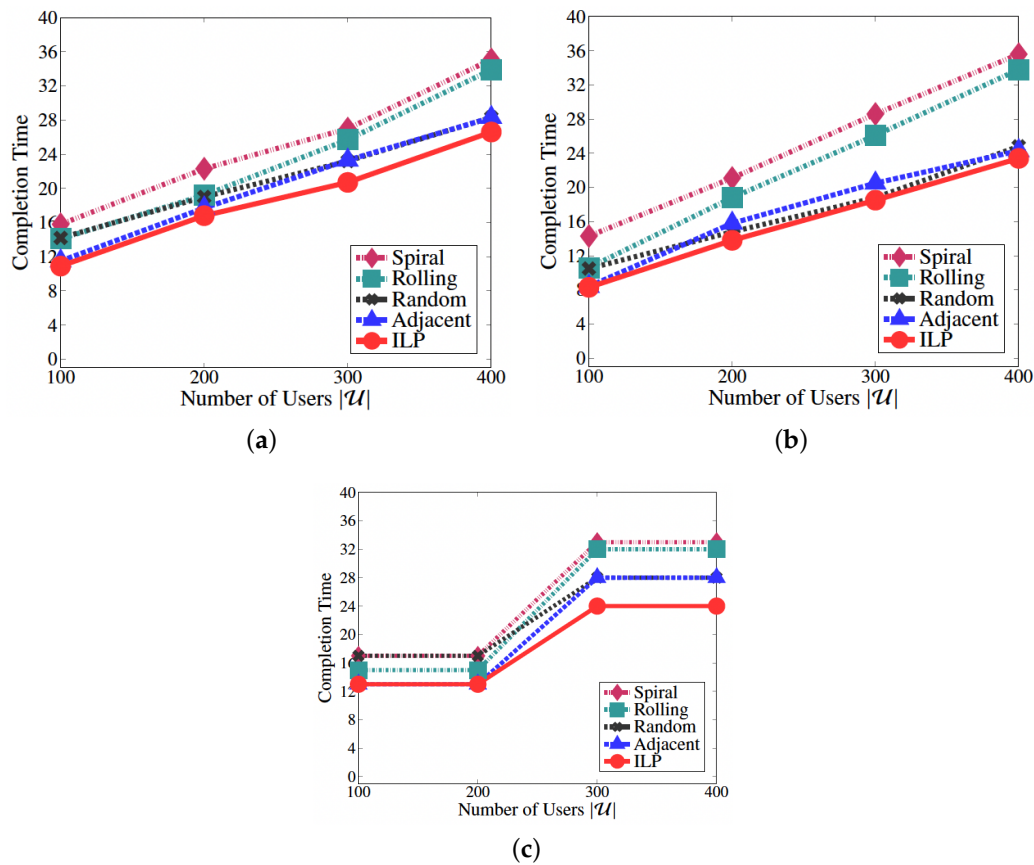 40
36
32
28
24
20
16
12
8
4
0
Completion Time
Spiral
Rolling
Random
Adjacent
ILP
100 200 300 400
Number of Users |𝒰|
(a)
40
36
32
28
24
20
16
12
8
4
0
Completion Time
Spiral
Rolling
Random
Adjacent
ILP
100 200 300 400
Number of Users |𝒰|
(b)
40
36
32
28
24
20
16
12
8
4
0
Completion Time
Spiral
Rolling
Random
Adjacent
ILP
100 200 300 400
Number of Users |𝒰|
(c)